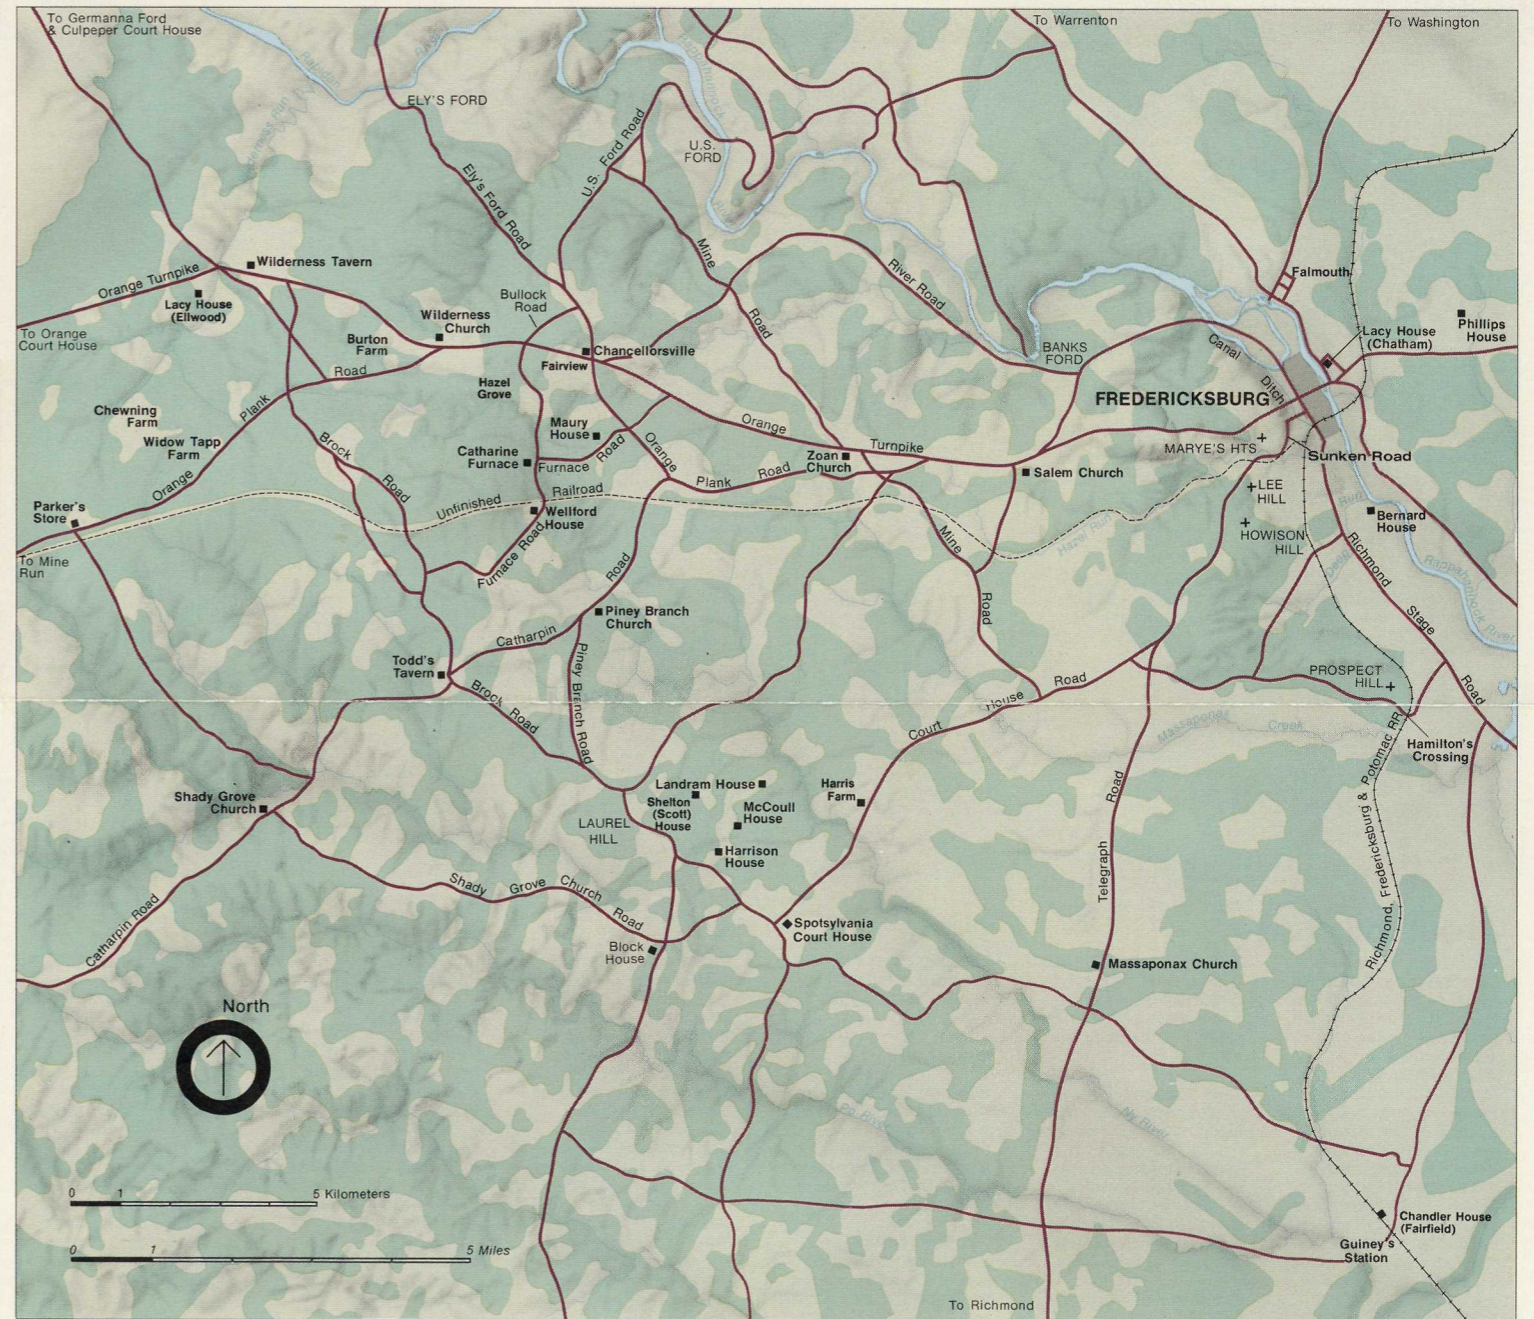 To Germanna Ford
& Culpeper Court House
To Warrenton
To Washington
Rapidan
River
Rappahannock
ELY'S FORD
U.S. Ford Road
U.S.
FORD
Ely's Ford Road
Mine
Road
River Road
Wilderness Tavern
Orange Turnpike
Lacy House
(Ellwood)
To Orange
Court House
Bullock
Road
Wilderness
Church
Burton
Farm
Chancellorsville
Fairview
Road
Plank
Orange
Hazel
Grove
Chewning
Farm
Widow Tapp
Farm
Parker's
Store
To Mine
Run
Brock
Road
Maury
House
Catharine
Furnace
Furnace Road
Orange
Plank
Road
Orange
Turnpike
Zoan
Church
Unfinished
Railroad
Wellford
House
Furnace Road
BANKS
FORD
Falmouth
Phillips
House
Lacy House
(Chatham)
Canal
Ditch
FREDERICKSBURG
MARYE'S HTS
Sunken Road
Salem Church
LEE
HILL
HOWISON
HILL
Bernard
House
Hazel Run
Deep
Run
Richmond
Stage
Road
Rappahannock River
Mine
Road
Road
Catharpin
Piney Branch
Church
Piney Branch Road
Todd's
Tavern
Brock Road
PROSPECT
HILL
Hamilton's
Crossing
Massaponax
Creek
Court
House
Road
Landram House
Shelton
(Scott)
House
McCoull
House
Harrison
House
Harris
Farm
LAUREL
HILL
Shady Grove
Church
Shady
Grove
Church
Road
Catharpin Road
Block
House
Spotsylvania
Court House
Telegraph
Road
Massaponax Church
Richmond, Fredericksburg & Potomac RR
North
Po River
Ny River
0 1 5 Kilometers
0 1 5 Miles
Chandler House
(Fairfield)
Guiney's
Station
To Richmond